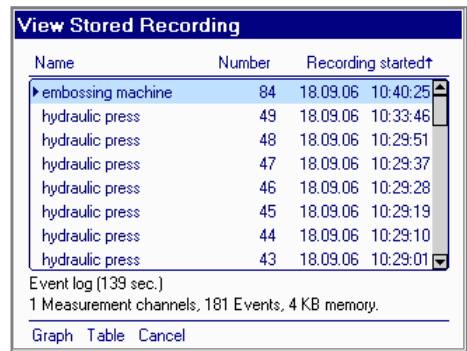 View Stored Recording
Name Number Recording started↑
embossing machine 84 18.09.06 10:40:25
hydraulic press 49 18.09.06 10:33:46
hydraulic press 48 18.09.06 10:29:51
hydraulic press 47 18.09.06 10:29:37
hydraulic press 46 18.09.06 10:29:28
hydraulic press 45 18.09.06 10:29:19
hydraulic press 44 18.09.06 10:29:10
hydraulic press 43 18.09.06 10:29:01
Event log (139 sec.)
1 Measurement channels, 181 Events, 4 KB memory.
Graph Table Cancel